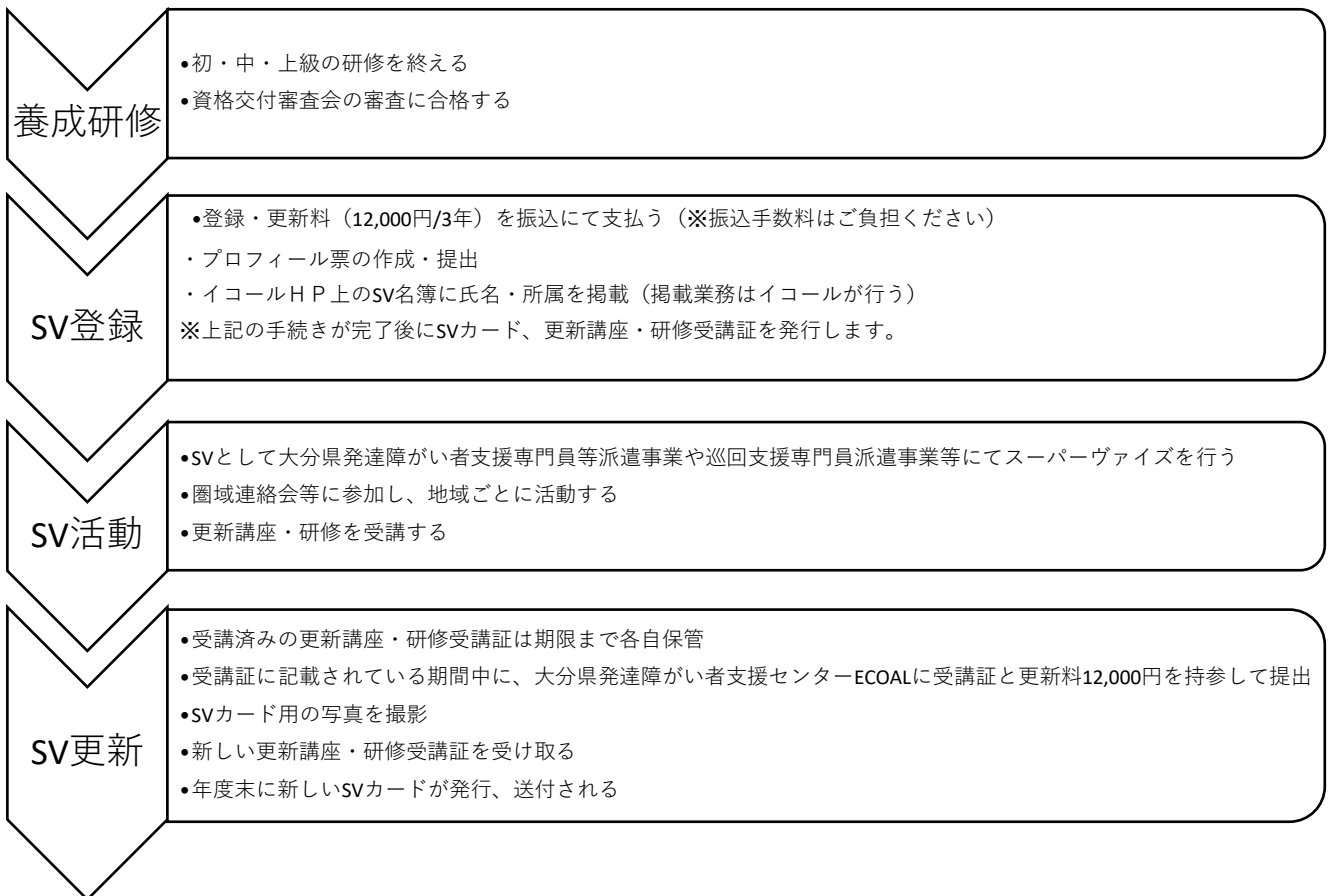 養成研修
•初・中・上級の研修を終える
•資格交付審査会の審査に合格する
SV登録
•登録・更新料（12,000円/3年）を振込にて支払う（※振込手数料はご負担ください）
・プロフィール票の作成・提出
・イコールＨＰ上のSV名簿に氏名・所属を掲載（掲載業務はイコールが行う）
※上記の手続きが完了後にSVカード、更新講座・研修受講証を発行します。
SV活動
•SVとして大分県発達障がい者支援専門員等派遣事業や巡回支援専門員派遣事業等にてスーパーヴァイズを行う
•圏域連絡会等に参加し、地域ごとに活動する
•更新講座・研修を受講する
SV更新
•受講済みの更新講座・研修受講証は期限まで各自保管
•受講証に記載されている期間中に、大分県発達障がい者支援センターECOALに受講証と更新料12,000円を持参して提出
•SVカード用の写真を撮影
•新しい更新講座・研修受講証を受け取る
•年度末に新しいSVカードが発行、送付される